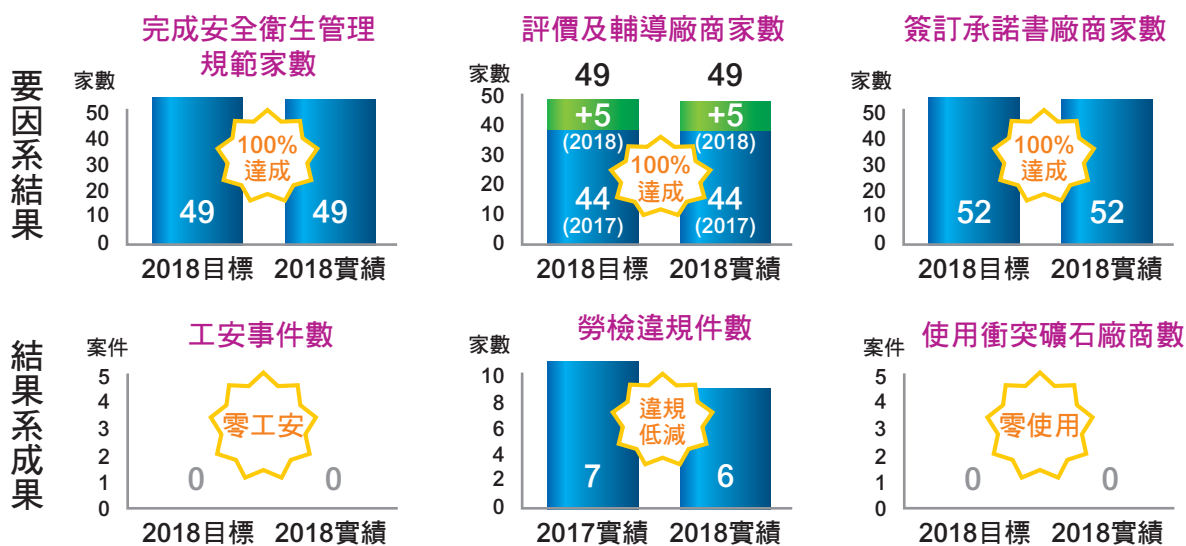 要因系結果
完成安全衛生管理
規範家數
家數
50
40
30
20
10
0
100%
達成
49
49
2018目標
2018實績
評價及輔導廠商家數
家數
49
49
50
40
30
20
10
0
+5
(2018)
+5
(2018)
100%
達成
44
(2017)
44
(2017)
2018目標
2018實績
簽訂承諾書廠商家數
家數
50
40
30
20
10
0
100%
達成
52
52
2018目標
2018實績
結果系成果
工安事件數
案件
5
4
3
2
1
0
零工安
0
0
2018目標
2018實績
勞檢違規件數
家數
10
8
6
4
2
0
違規
低減
7
6
2017實績
2018實績
使用衝突礦石廠商數
案件
5
4
3
2
1
0
零使用
0
0
2018目標
2018實績